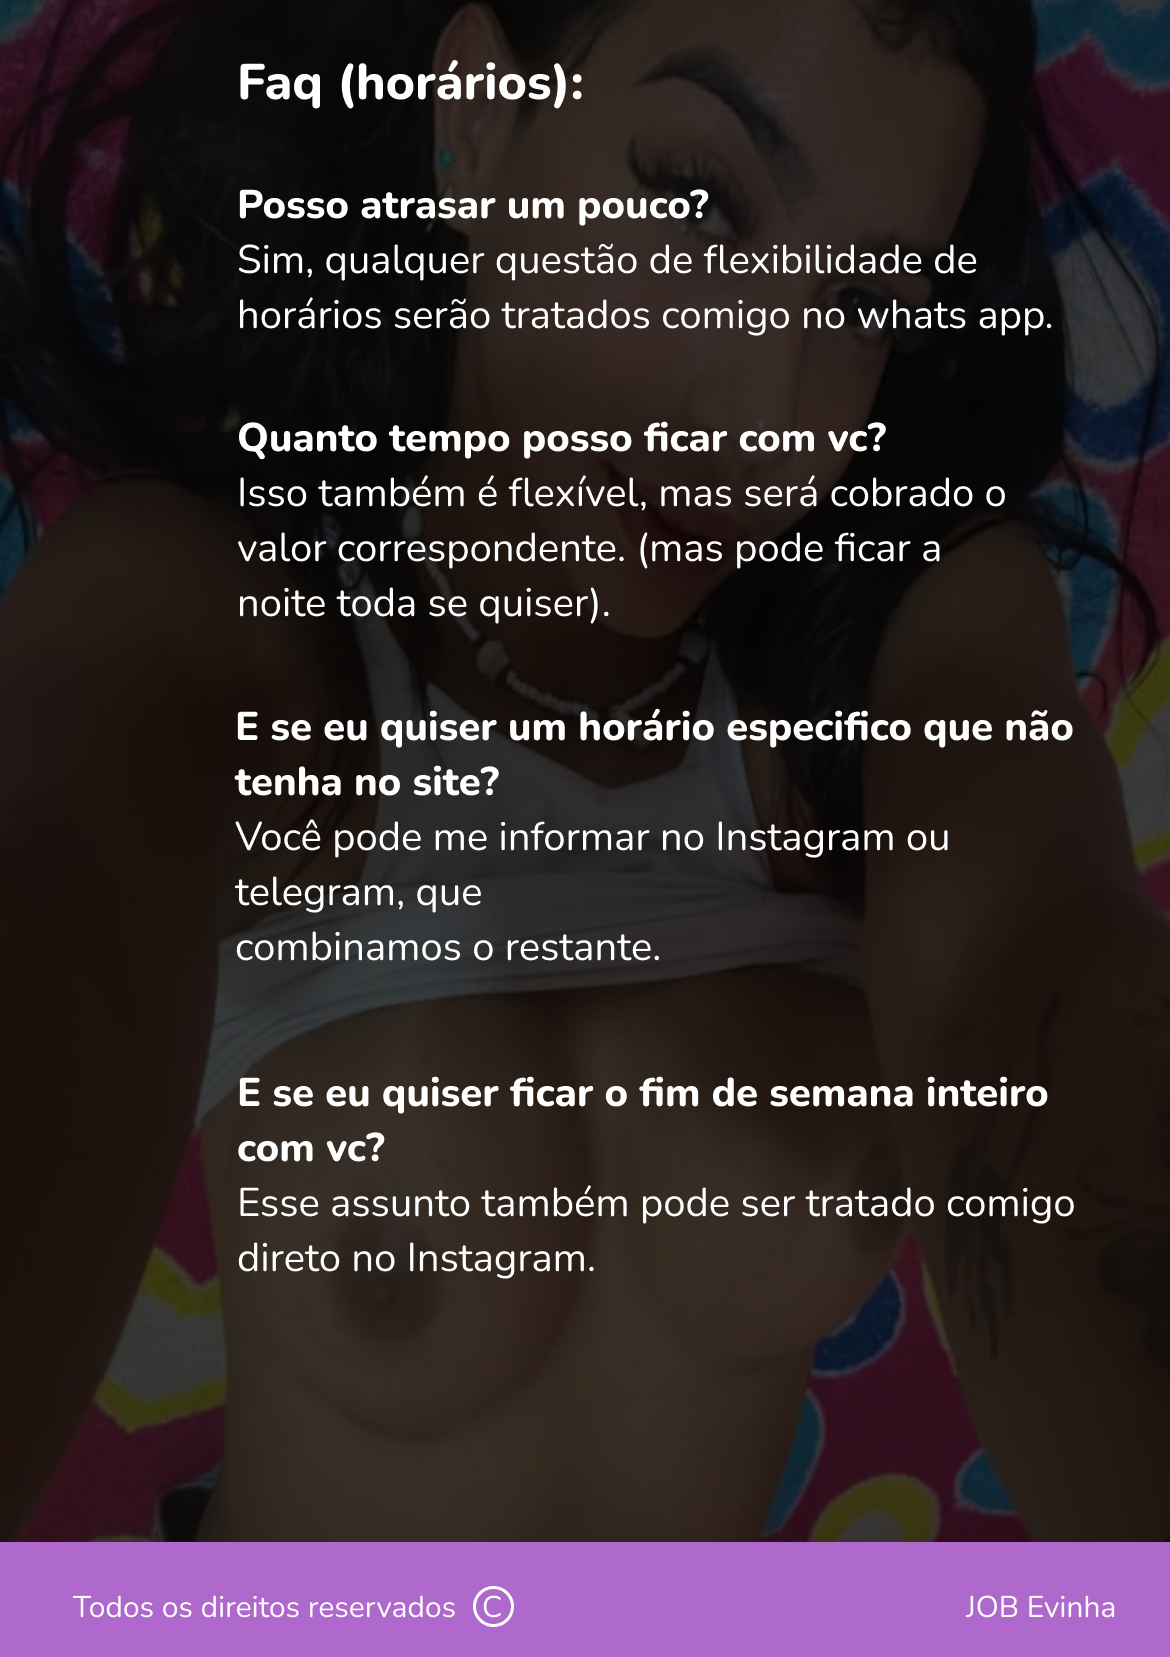 Faq (horários):
Posso atrasar um pouco?
Sim, qualquer questão de flexibilidade de
horários serão tratados comigo no whats app.
Quanto tempo posso ficar com vc?
Isso também é flexível, mas será cobrado o
valor correspondente. (mas pode ficar a
noite toda se quiser).
E se eu quiser um horário especifico que não
tenha no site?
Você pode me informar no Instagram ou
telegram, que
combinamos o restante.
E se eu quiser ficar o fim de semana inteiro
com vc?
Esse assunto também pode ser tratado comigo
direto no Instagram.
Todos os direitos reservados ©
JOB Evinha